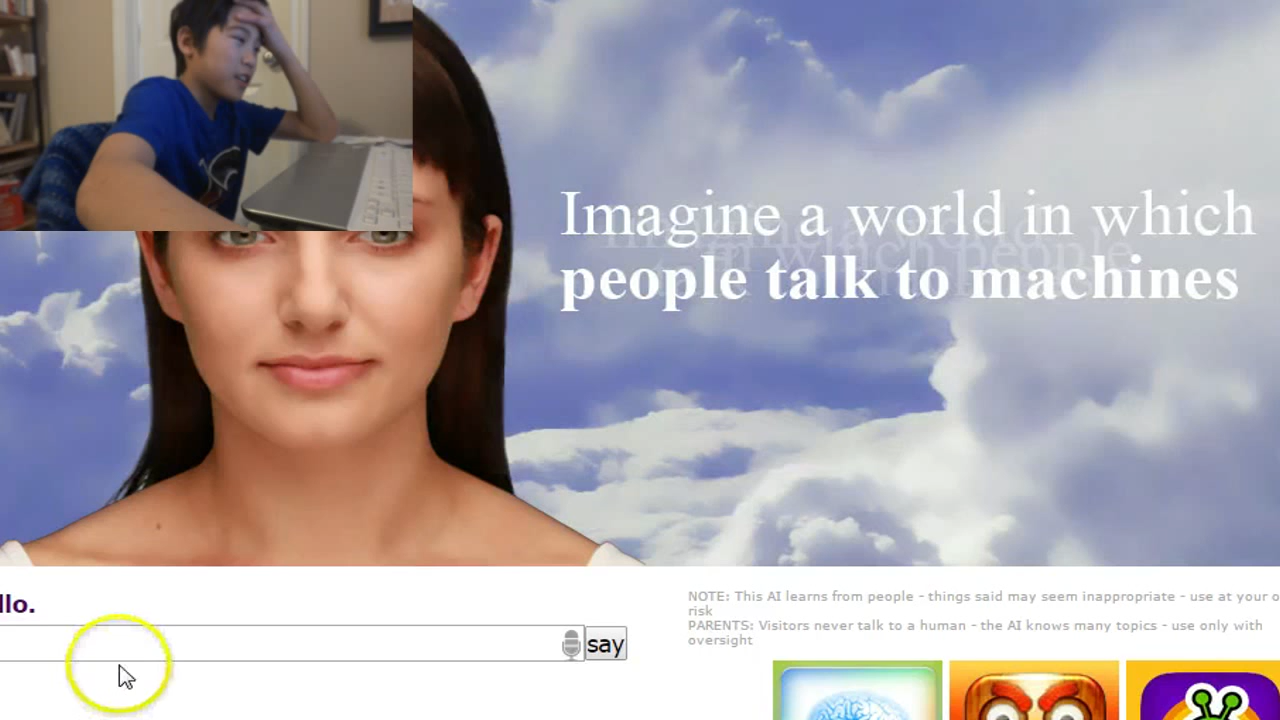 Imagine a world in which
people talk to machines
llo.
say
NOTE: This AI learns from people - things said may seem inappropriate - use at your o
risk
PARENTS: Visitors never talk to a human - the AI knows many topics - use only with
oversight